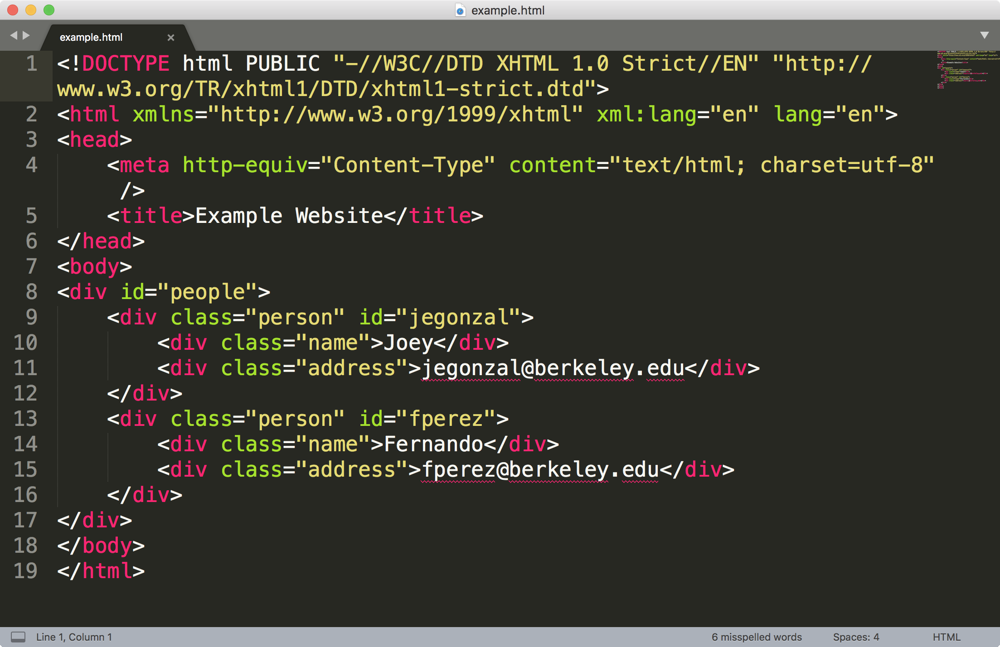 example.html
example.html ×
1 <!DOCTYPE html PUBLIC "-//W3C//DTD XHTML 1.0 Strict//EN" "http://
www.w3.org/TR/xhtml1/DTD/xhtml1-strict.dtd">
2 <html xmlns="http://www.w3.org/1999/xhtml" xml:lang="en" lang="en">
3 <head>
4     <meta http-equiv="Content-Type" content="text/html; charset=utf-8"
     />
5     <title>Example Website</title>
6 </head>
7 <body>
8 <div id="people">
9     <div class="person" id="jegonzal">
10         <div class="name">Joey</div>
11         <div class="address">jegonzal@berkeley.edu</div>
12     </div>
13     <div class="person" id="fperez">
14         <div class="name">Fernando</div>
15         <div class="address">fperez@berkeley.edu</div>
16     </div>
17 </div>
18 </body>
19 </html>
Line 1, Column 1 6 misspelled words Spaces: 4 HTML